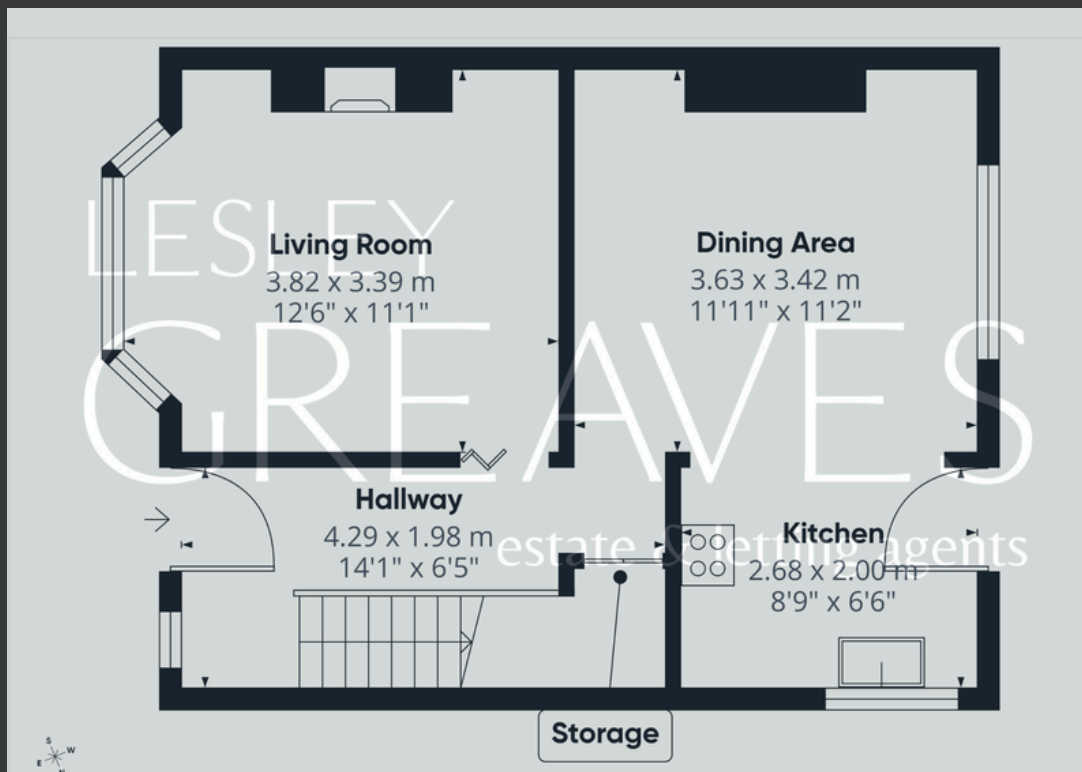 LESLEY
GREAVES
estate & letting agents
Living Room
3.82 x 3.39 m
12'6" x 11'1"
Dining Area
3.63 x 3.42 m
11'11" x 11'2"
Hallway
4.29 x 1.98 m
14'1" x 6'5"
Kitchen
2.68 x 2.00 m
8'9" x 6'6"
Storage
S
W
E
N